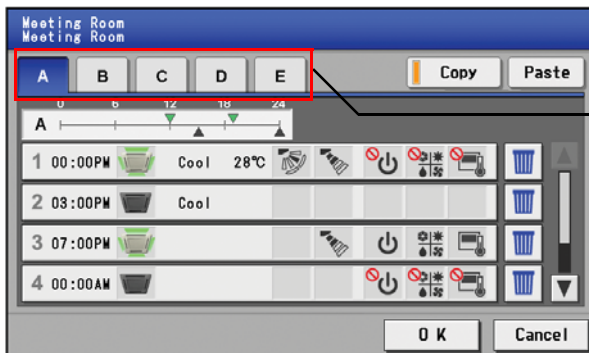 Meeting Room
Meeting Room
A B C D E Copy Paste
0 6 12 18 24
A
1 00:00PM Cool 28℃
2 03:00PM Cool
3 07:00PM
4 00:00AM
OK Cancel